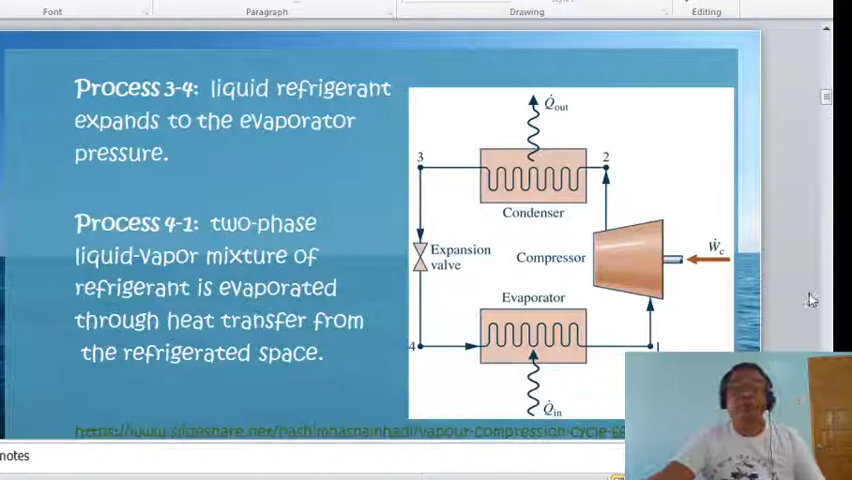 Font
Paragraph
Drawing
Editing
Process 3-4: liquid refrigerant
expands to the evaporator
pressure.
Process 4-1: two-phase
liquid-vapor mixture of
refrigerant is evaporated
through heat transfer from
the refrigerated space.
Q̇out
3
2
Condenser
Expansion
valve
Compressor
Ẇc
Evaporator
4
1
Q̇in
notes